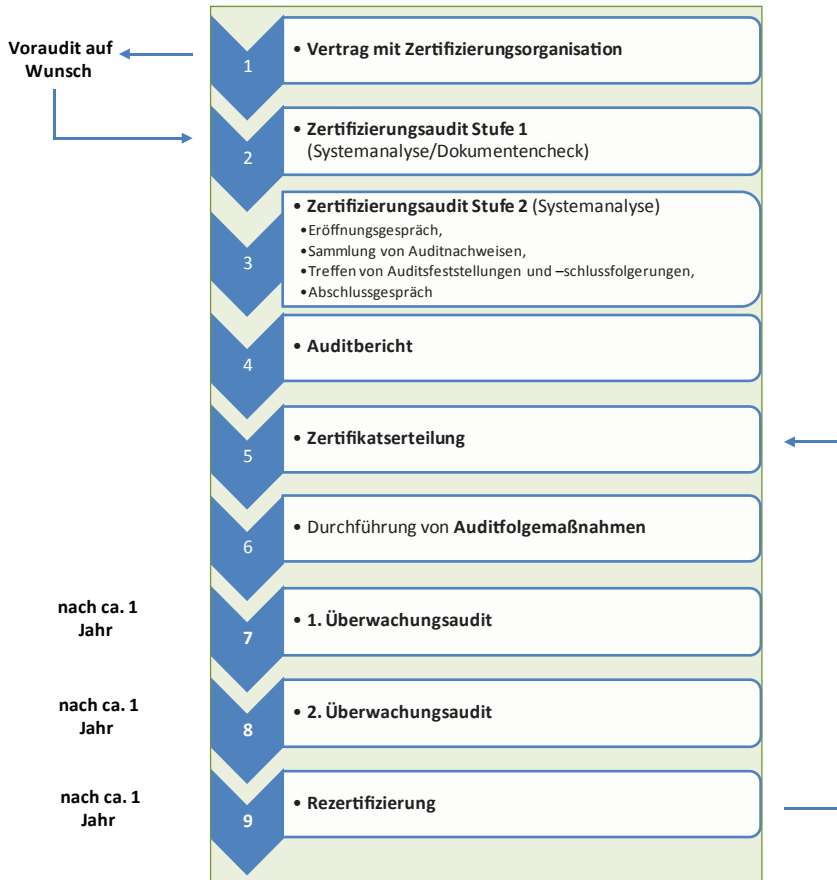 Voraudit auf
Wunsch
1
• Vertrag mit Zertifizierungsorganisation
2
• Zertifizierungsaudit Stufe 1
(Systemanalyse/Dokumentencheck)
3
• Zertifizierungsaudit Stufe 2 (Systemanalyse)
•Eröffnungsgespräch,
•Sammlung von Auditnachweisen,
•Treffen von Auditsfeststellungen und –schlussfolgerungen,
•Abschlussgespräch
4
• Auditbericht
5
• Zertifikatserteilung
6
• Durchführung von Auditfolgemaßnahmen
nach ca. 1
Jahr
7
• 1. Überwachungsaudit
nach ca. 1
Jahr
8
• 2. Überwachungsaudit
nach ca. 1
Jahr
9
• Rezertifizierung